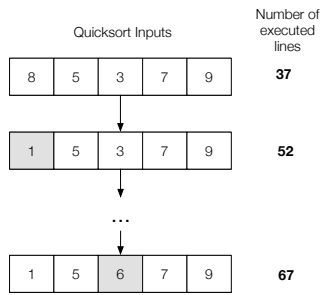 Quicksort Inputs
Number of
executed
lines
8 5 3 7 9 37
1 5 3 7 9 52
...
1 5 6 7 9 67